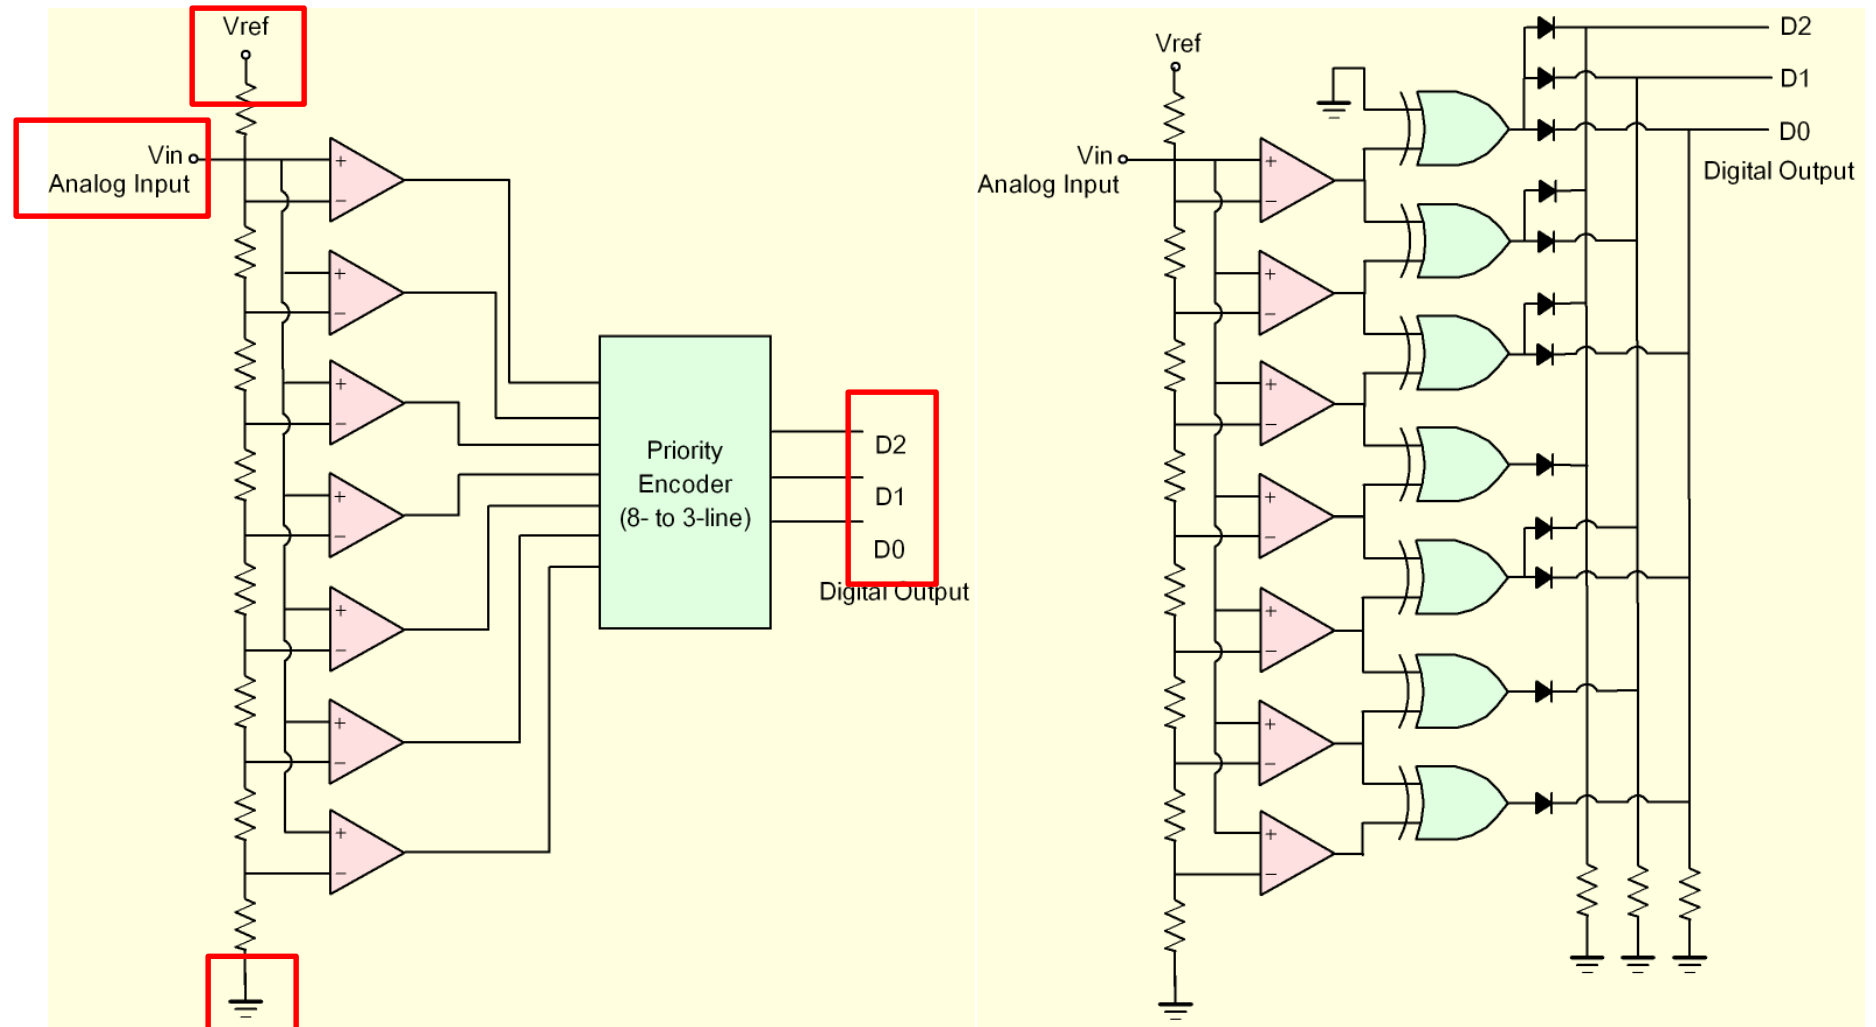 Vref
Vin
Analog Input
+
−
+
−
+
−
+
−
+
−
+
−
+
−
Priority
Encoder
(8- to 3-line)
D2
D1
D0
Digital Output
Vref
Vin
Analog Input
+
−
+
−
+
−
+
−
+
−
+
−
+
−
D2
D1
D0
Digital Output